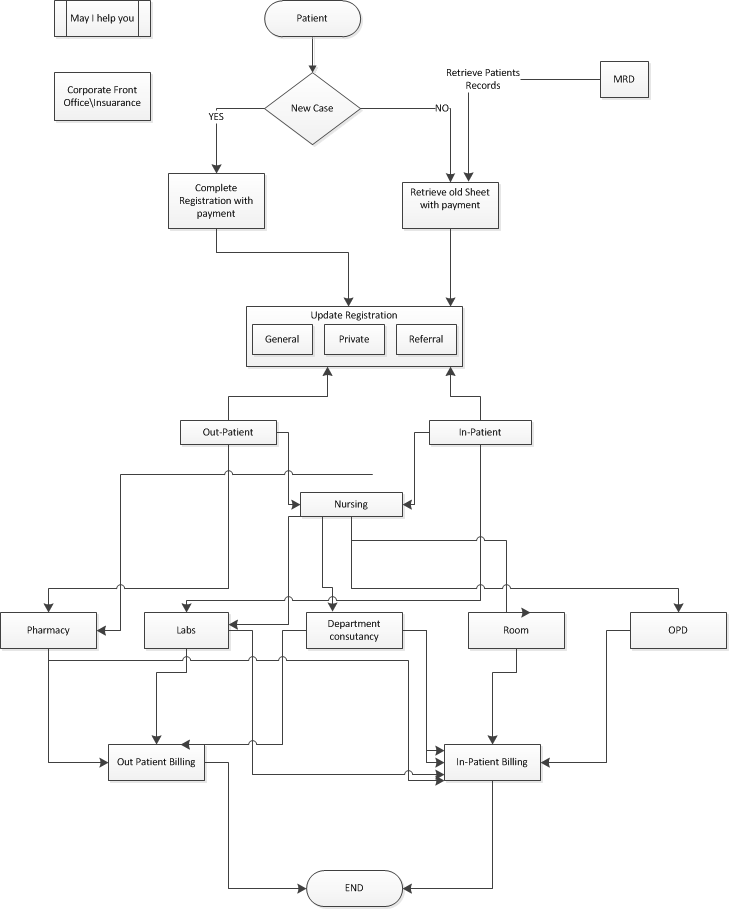 May I help you
Patient
Corporate Front
Office\Insuarance
Retrieve Patients
Records
MRD
New Case
YES
NO
Complete
Registration with
payment
Retrieve old Sheet
with payment
Update Registration
General
Private
Referral
Out-Patient
In-Patient
Nursing
Pharmacy
Labs
Department
consutancy
Room
OPD
Out Patient Billing
In-Patient Billing
END